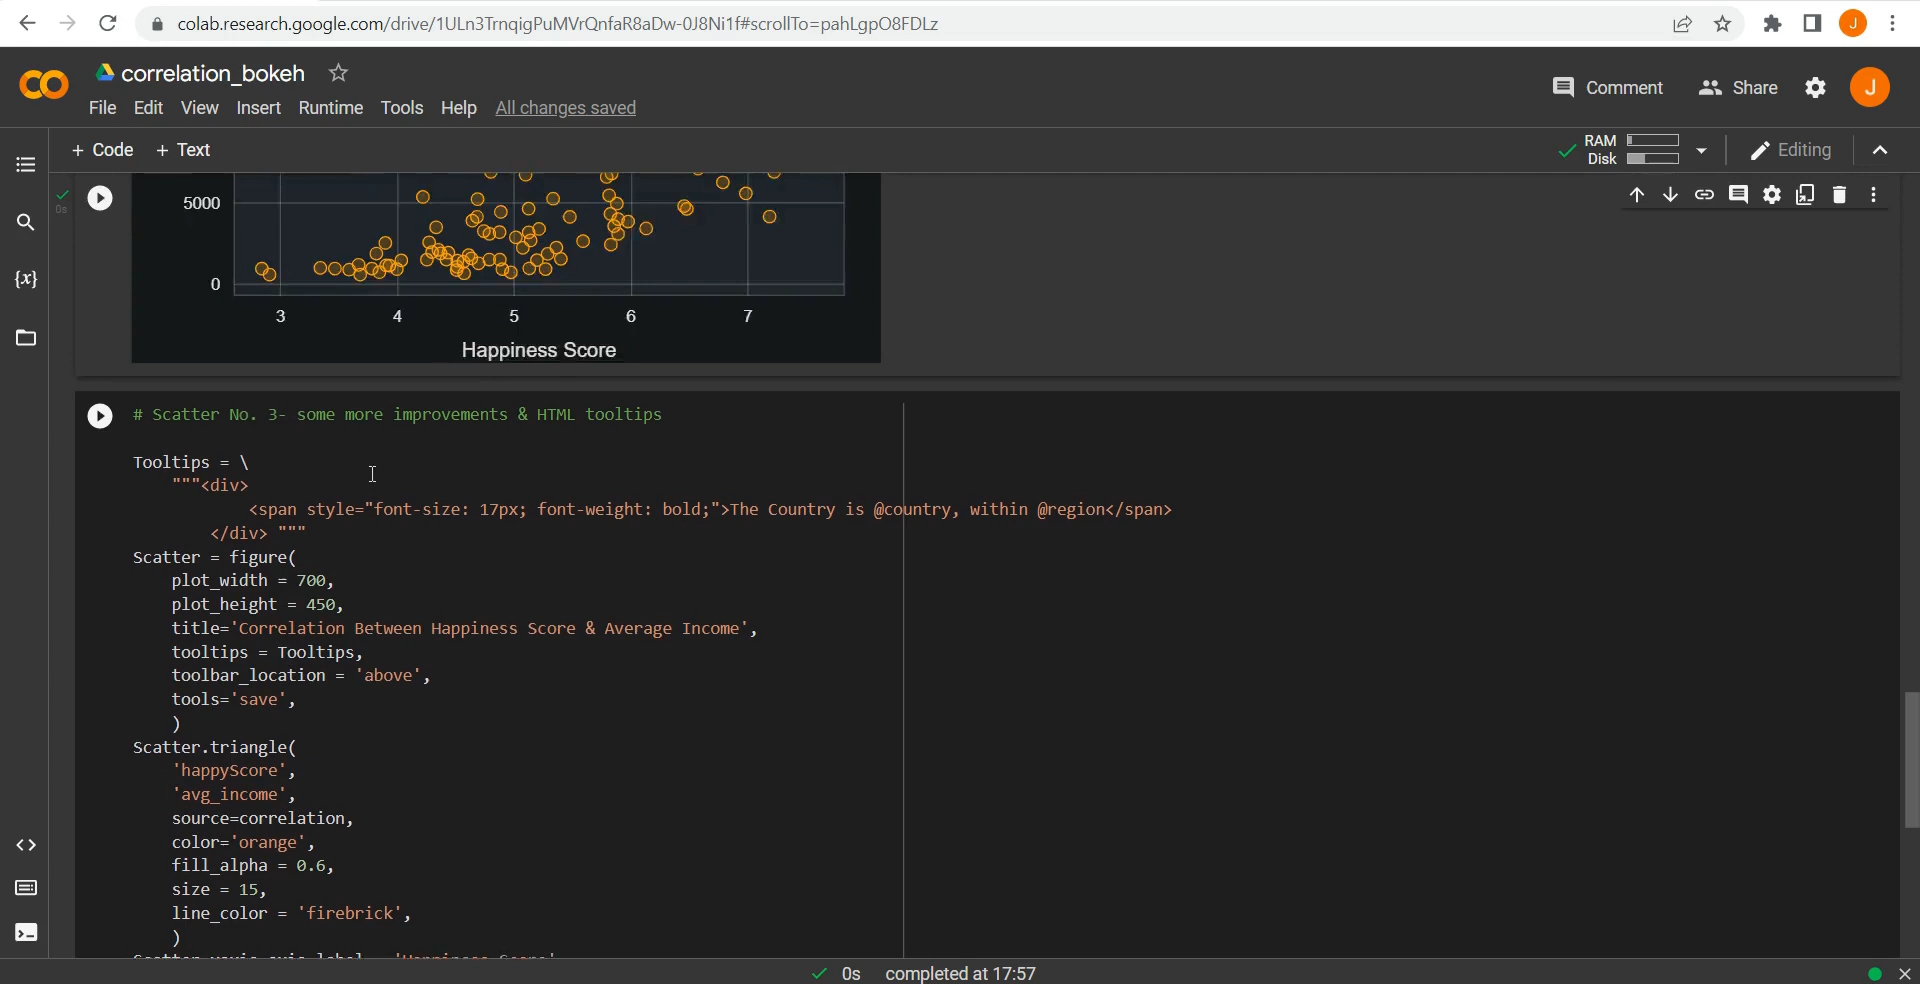 colab.research.google.com/drive/1ULn3TrnqigPuMVrQnfaR8aDw-0J8Ni1f#scrollTo=pahLgpO8FDLz
J
correlation_bokeh
File Edit View Insert Runtime Tools Help All changes saved
Comment Share J
+ Code + Text
RAM
Disk
Editing
0s
5000
0
3 4 5 6 7
Happiness Score
{x}
# Scatter No. 3- some more improvements & HTML tooltips
Tooltips = \
"""<div>
<span style="font-size: 17px; font-weight: bold;">The Country is @country, within @region</span>
</div> """
Scatter = figure(
plot_width = 700,
plot_height = 450,
title='Correlation Between Happiness Score & Average Income',
tooltips = Tooltips,
toolbar_location = 'above',
tools='save',
)
Scatter.triangle(
'happyScore',
'avg_income',
source=correlation,
color='orange',
fill_alpha = 0.6,
size = 15,
line_color = 'firebrick',
)
0s completed at 17:57